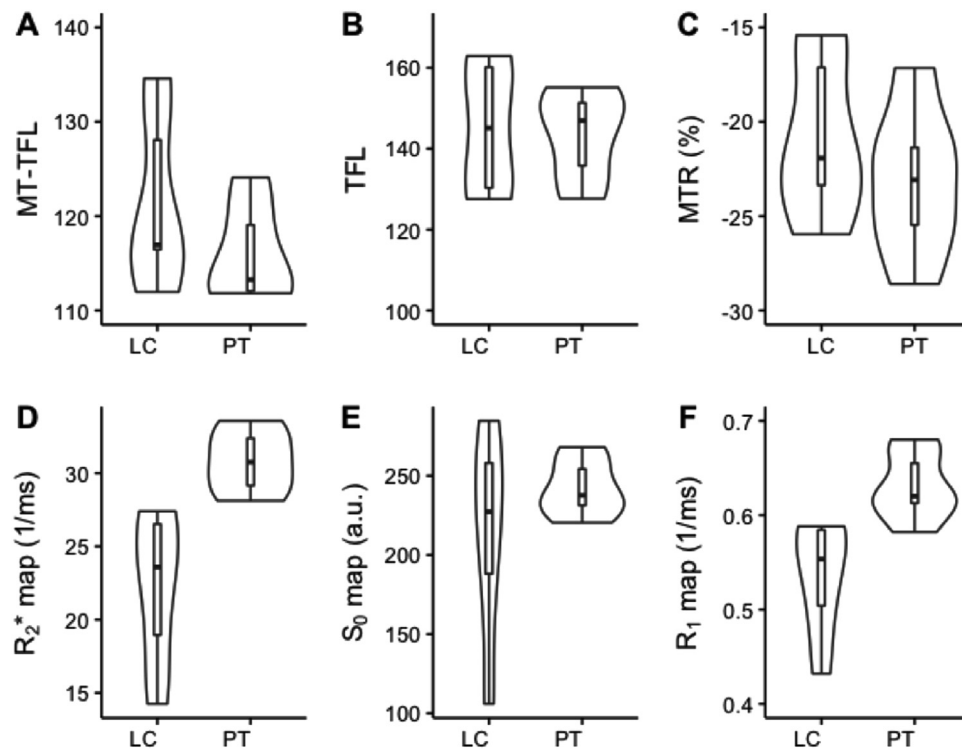 A
MT-TFL
140
130
120
110
LC PT
B
TFL
160
140
120
100
LC PT
C
MTR (%)
-15
-20
-25
-30
LC PT
D
R₂* map (1/ms)
30
25
20
15
LC PT
E
S₀ map (a.u.)
250
200
150
100
LC PT
F
R₁ map (1/ms)
0.7
0.6
0.5
0.4
LC PT